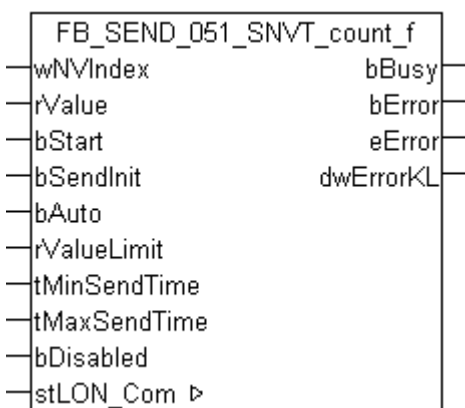 FB_SEND_051_SNVT_count_f
wNVIndex bBusy
rValue bError
bStart eError
bSendInit dwErrorKL
bAuto
rValueLimit
tMinSendTime
tMaxSendTime
bDisabled
stLON_Com ▷